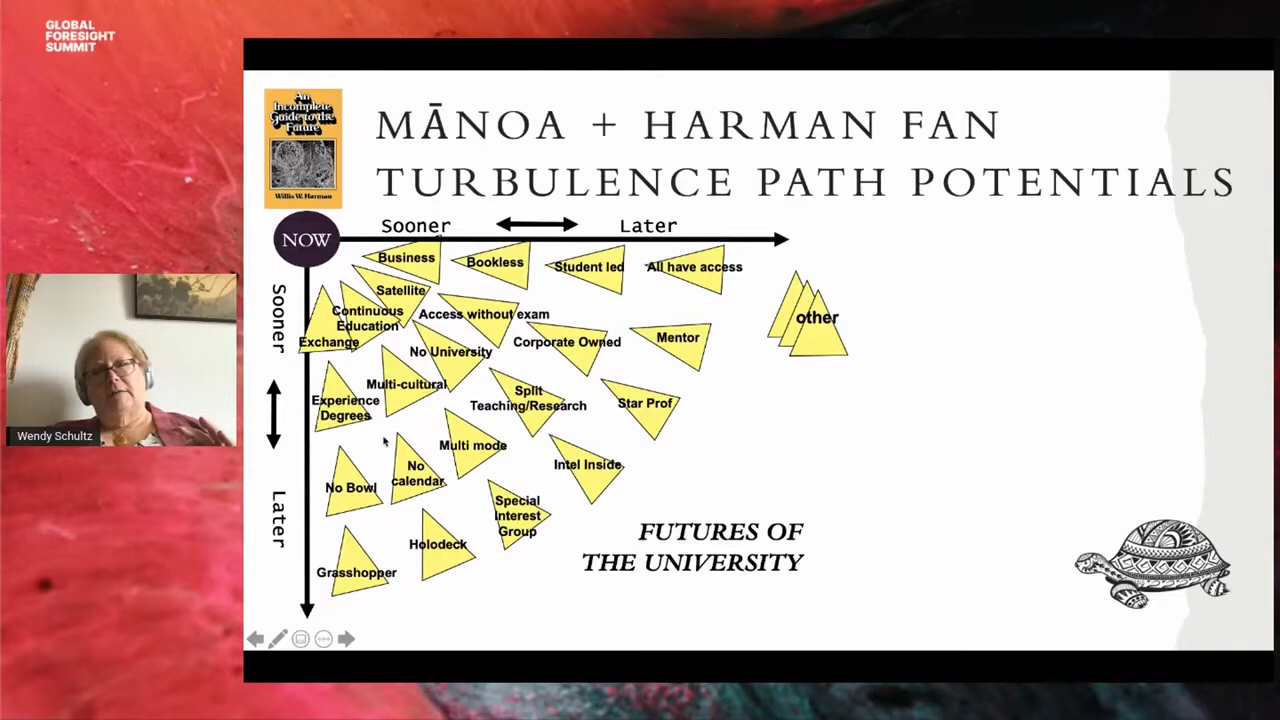 GLOBAL
FORESIGHT
SUMMIT
An
Incomplete
Guide to the
Future
Willis W. Harman
MĀNOA + HARMAN FAN
TURBULENCE PATH POTENTIALS
NOW
Sooner
Later
Sooner
Later
Business
Bookless
Student led
All have access
Satellite
Continuous
Education
Exchange
Access without exam
No University
Corporate Owned
Mentor
other
Multi-cultural
Experience
Degrees
Split
Teaching/Research
Star Prof
Multi mode
Intel Inside
No Bowl
No
calendar
Special
Interest
Group
Holodeck
Grasshopper
FUTURES OF
THE UNIVERSITY
Wendy Schultz